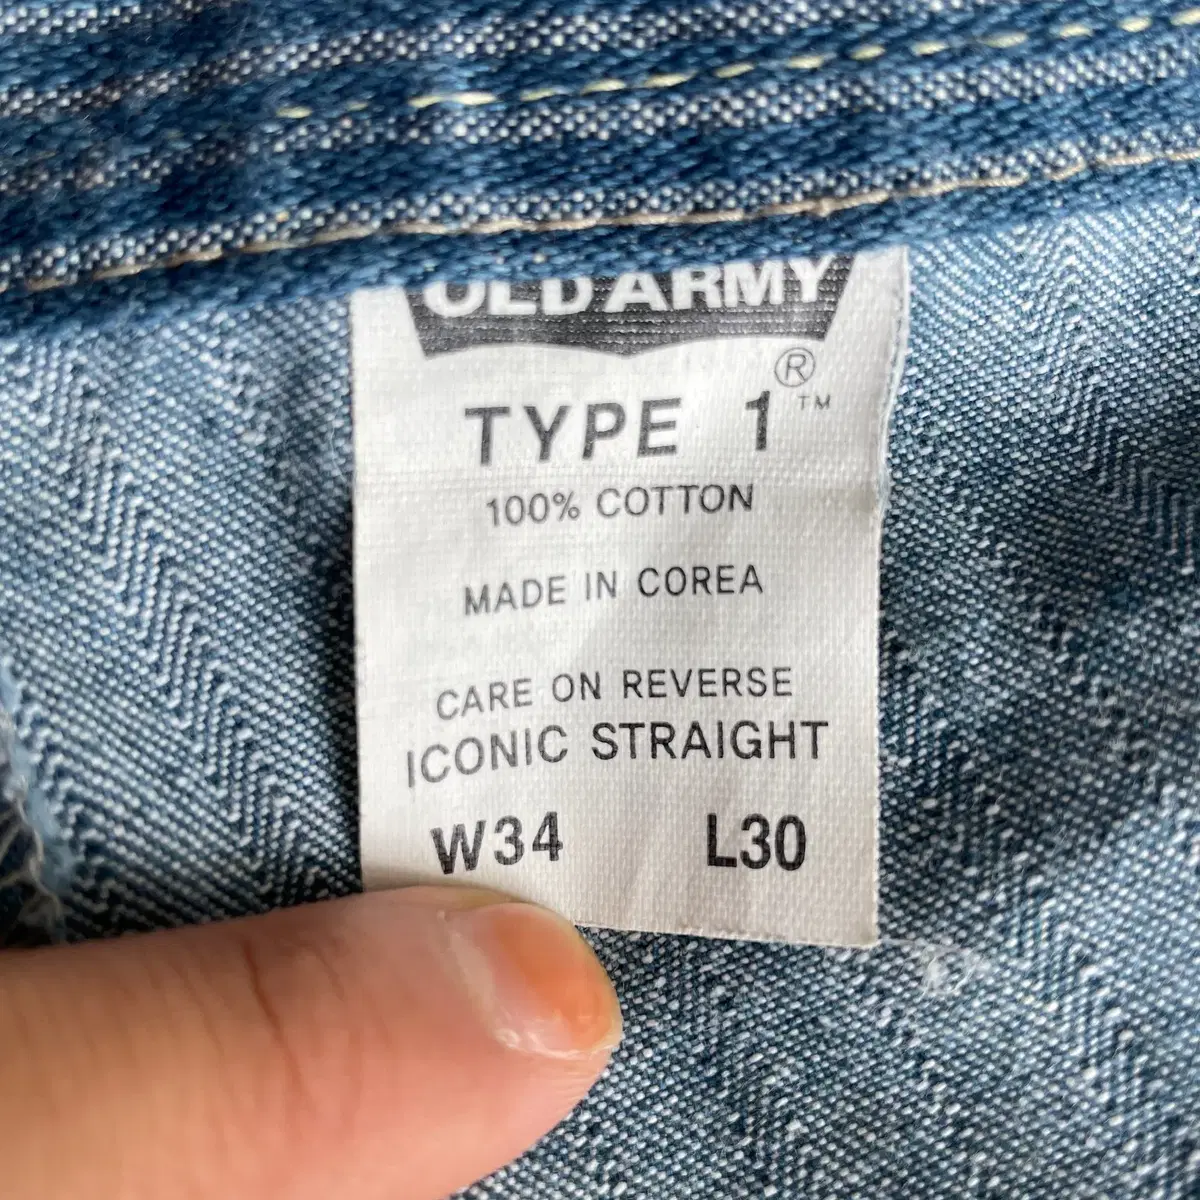 OLD ARMY
®
TYPE 1 ™
100% COTTON
MADE IN COREA
CARE ON REVERSE
ICONIC STRAIGHT
W34 L30